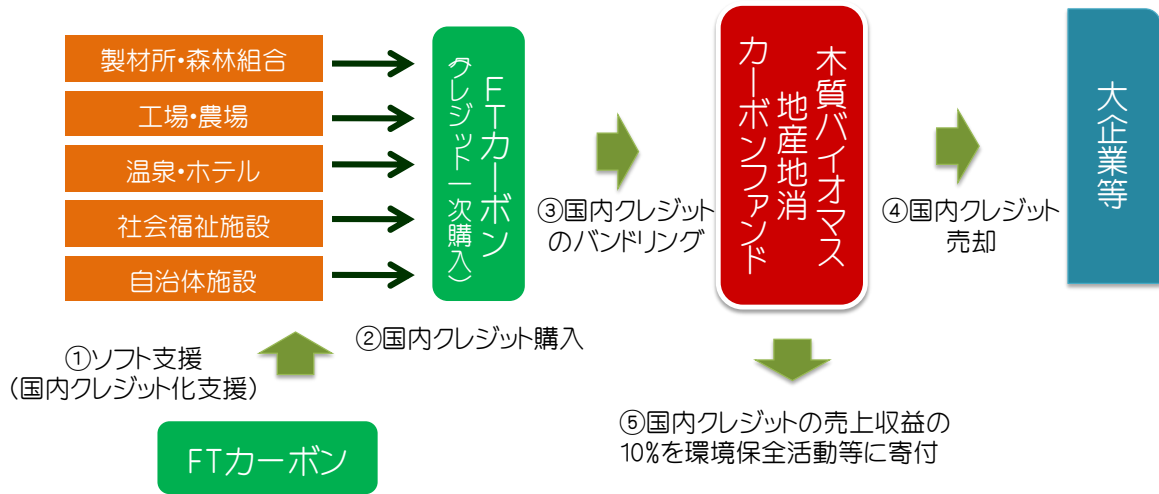 製材所・森林組合
工場・農場
温泉・ホテル
社会福祉施設
自治体施設
FTカーボン
(クレジット一次購入)
③国内クレジット
のバンドリング
木質バイオマス
地産地消
カーボンファンド
④国内クレジット
売却
大企業等
①ソフト支援
(国内クレジット化支援)
②国内クレジット購入
FTカーボン
⑤国内クレジットの売上収益の
10%を環境保全活動等に寄付